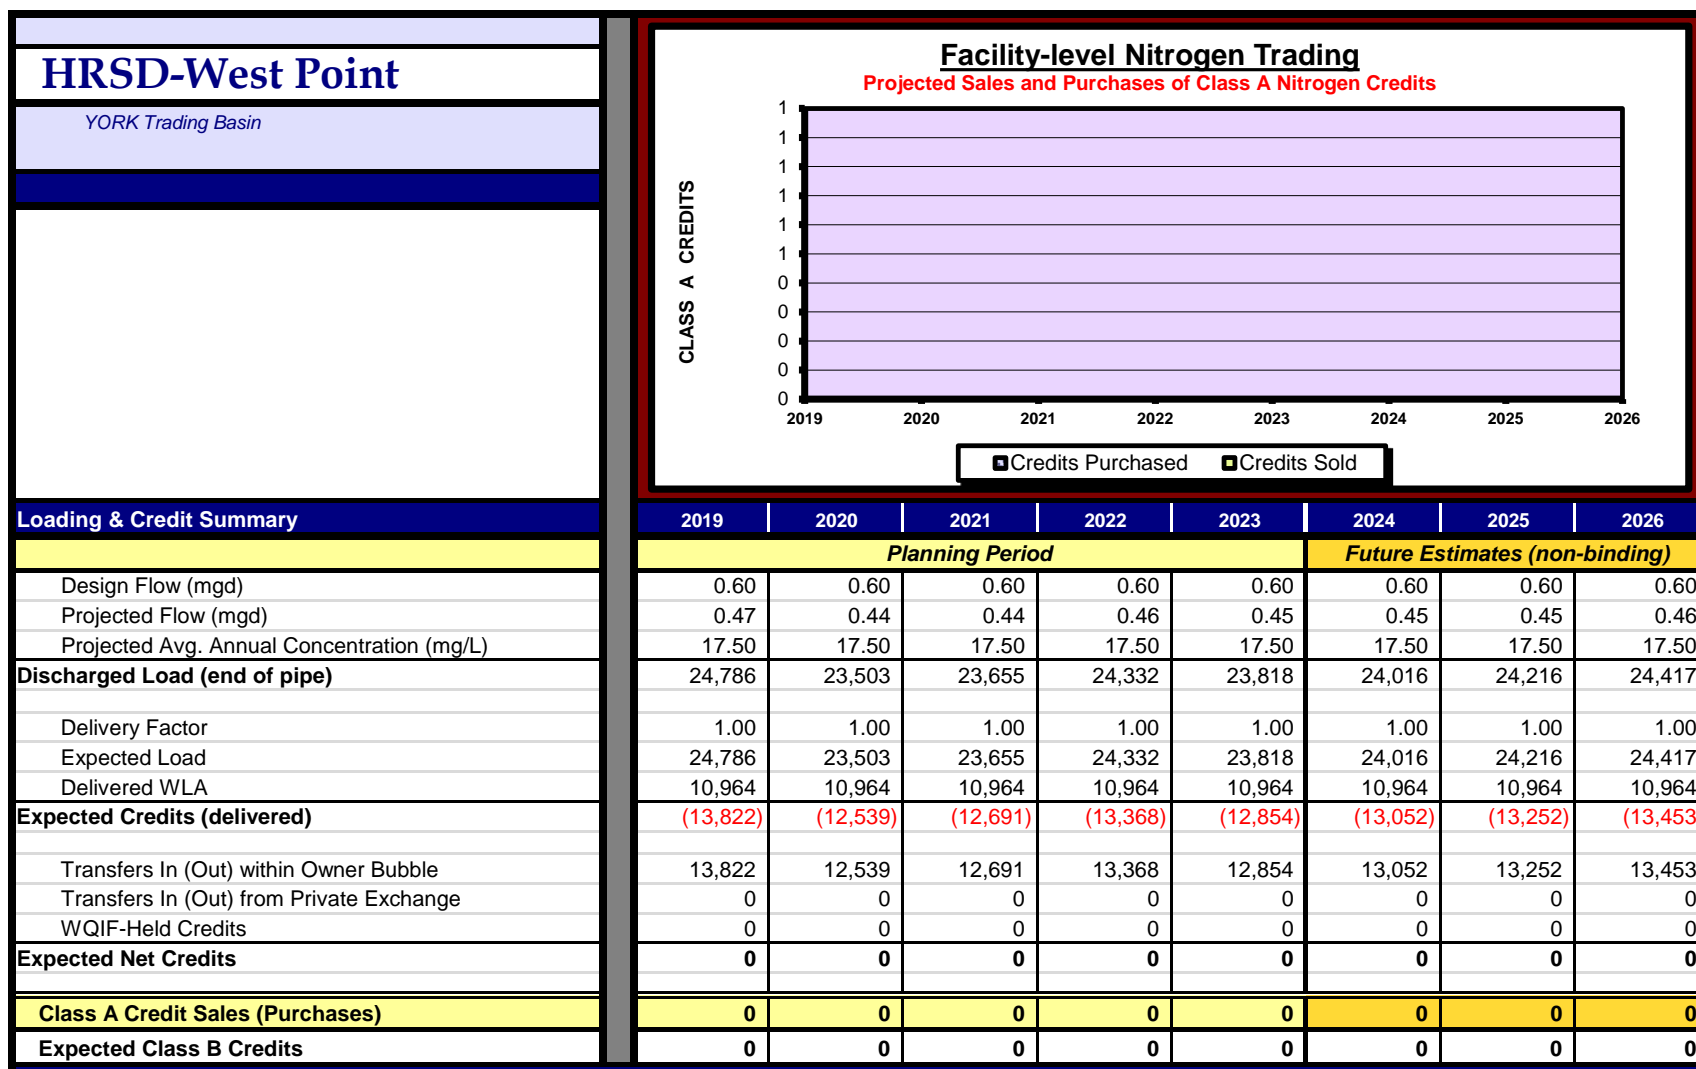 HRSD-West Point
YORK Trading Basin
Facility-level Nitrogen Trading
Projected Sales and Purchases of Class A Nitrogen Credits
CLASS A CREDITS
1
1
1
1
1
1
0
0
0
0
0
2019 2020 2021 2022 2023 2024 2025 2026
Credits Purchased Credits Sold
Loading & Credit Summary 2019 2020 2021 2022 2023 2024 2025 2026
Planning Period Future Estimates (non-binding)
Design Flow (mgd) 0.60 0.60 0.60 0.60 0.60 0.60 0.60 0.60
Projected Flow (mgd) 0.47 0.44 0.44 0.46 0.45 0.45 0.45 0.46
Projected Avg. Annual Concentration (mg/L) 17.50 17.50 17.50 17.50 17.50 17.50 17.50 17.50
Discharged Load (end of pipe) 24,786 23,503 23,655 24,332 23,818 24,016 24,216 24,417
Delivery Factor 1.00 1.00 1.00 1.00 1.00 1.00 1.00 1.00
Expected Load 24,786 23,503 23,655 24,332 23,818 24,016 24,216 24,417
Delivered WLA 10,964 10,964 10,964 10,964 10,964 10,964 10,964 10,964
Expected Credits (delivered) (13,822) (12,539) (12,691) (13,368) (12,854) (13,052) (13,252) (13,453
Transfers In (Out) within Owner Bubble 13,822 12,539 12,691 13,368 12,854 13,052 13,252 13,453
Transfers In (Out) from Private Exchange 0 0 0 0 0 0 0 0
WQIF-Held Credits 0 0 0 0 0 0 0 0
Expected Net Credits 0 0 0 0 0 0 0 0
Class A Credit Sales (Purchases) 0 0 0 0 0 0 0 0
Expected Class B Credits 0 0 0 0 0 0 0 0